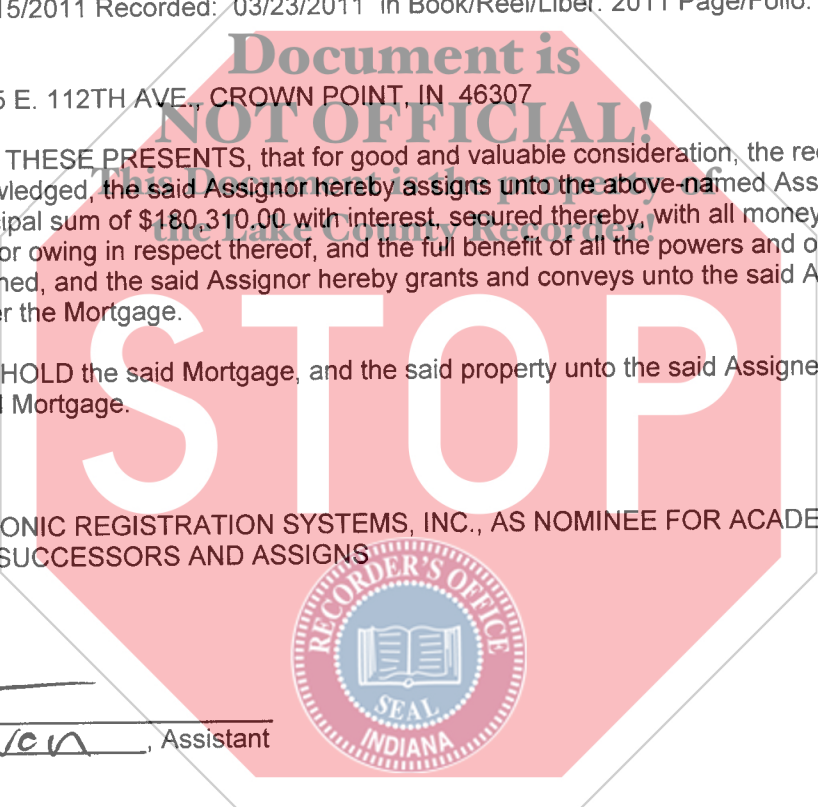 15/2011 Recorded: 03/23/2011 in Book/Reel/Liber: 2011 Page/Folio:
Document is
5 E. 112TH AVE., CROWN POINT, IN 46307
NOT OFFICIAL!
THESE PRESENTS, that for good and valuable consideration, the rec
This Document is the property of
wledged, the said Assignor hereby assigns unto the above-named Ass
ipal sum of $180,310.00 with interest, secured thereby, with all money
the Lake County Recorder!
or owing in respect thereof, and the full benefit of all the powers and o
ned, and the said Assignor hereby grants and conveys unto the said A
er the Mortgage.
STOP
HOLD the said Mortgage, and the said property unto the said Assigne
d Mortgage.
ONIC REGISTRATION SYSTEMS, INC., AS NOMINEE FOR ACADE
SUCCESSORS AND ASSIGNS
RECORDER'S OFFICE
SEAL
INDIANA
, Assistant